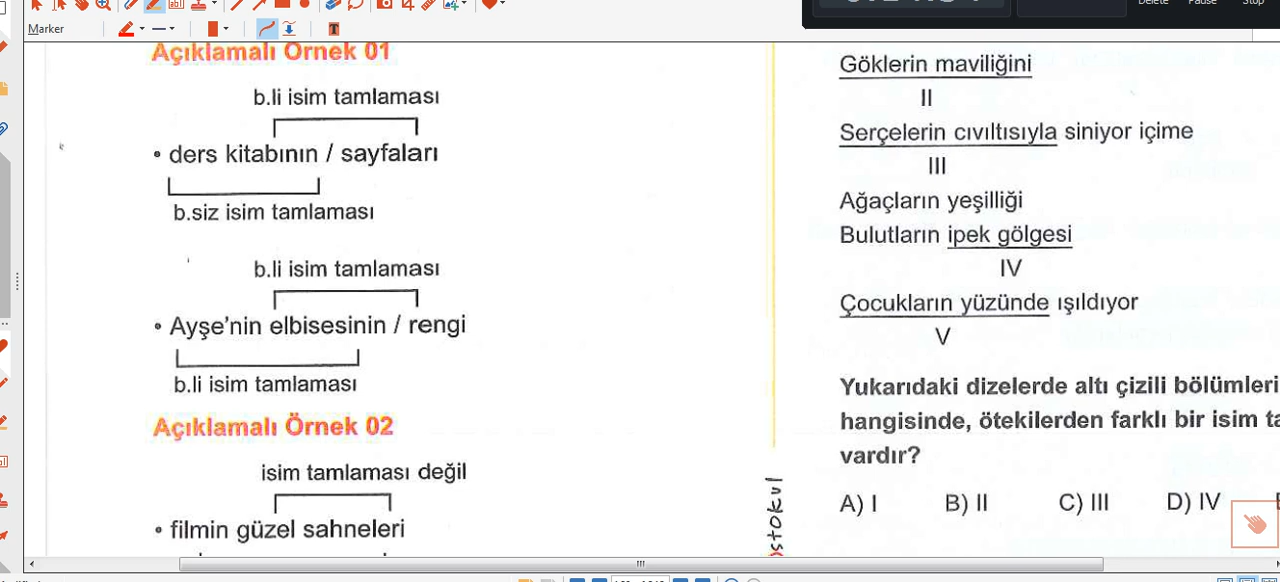 Delete Pause Stop
Marker
Açıklamalı Örnek 01
b.li isim tamlaması
• ders kitabının / sayfaları
b.siz isim tamlaması
b.li isim tamlaması
• Ayşe'nin elbisesinin / rengi
b.li isim tamlaması
Açıklamalı Örnek 02
isim tamlaması değil
• filmin güzel sahneleri
Göklerin maviliğini
II
Serçelerin cıvıltısıyla siniyor içime
III
Ağaçların yeşilliği
Bulutların ipek gölgesi
IV
Çocukların yüzünde ışıldıyor
V
Yukarıdaki dizelerde altı çizili bölümleri
hangisinde, ötekilerden farklı bir isim ta
vardır?
A) I B) II C) III D) IV
ostokul